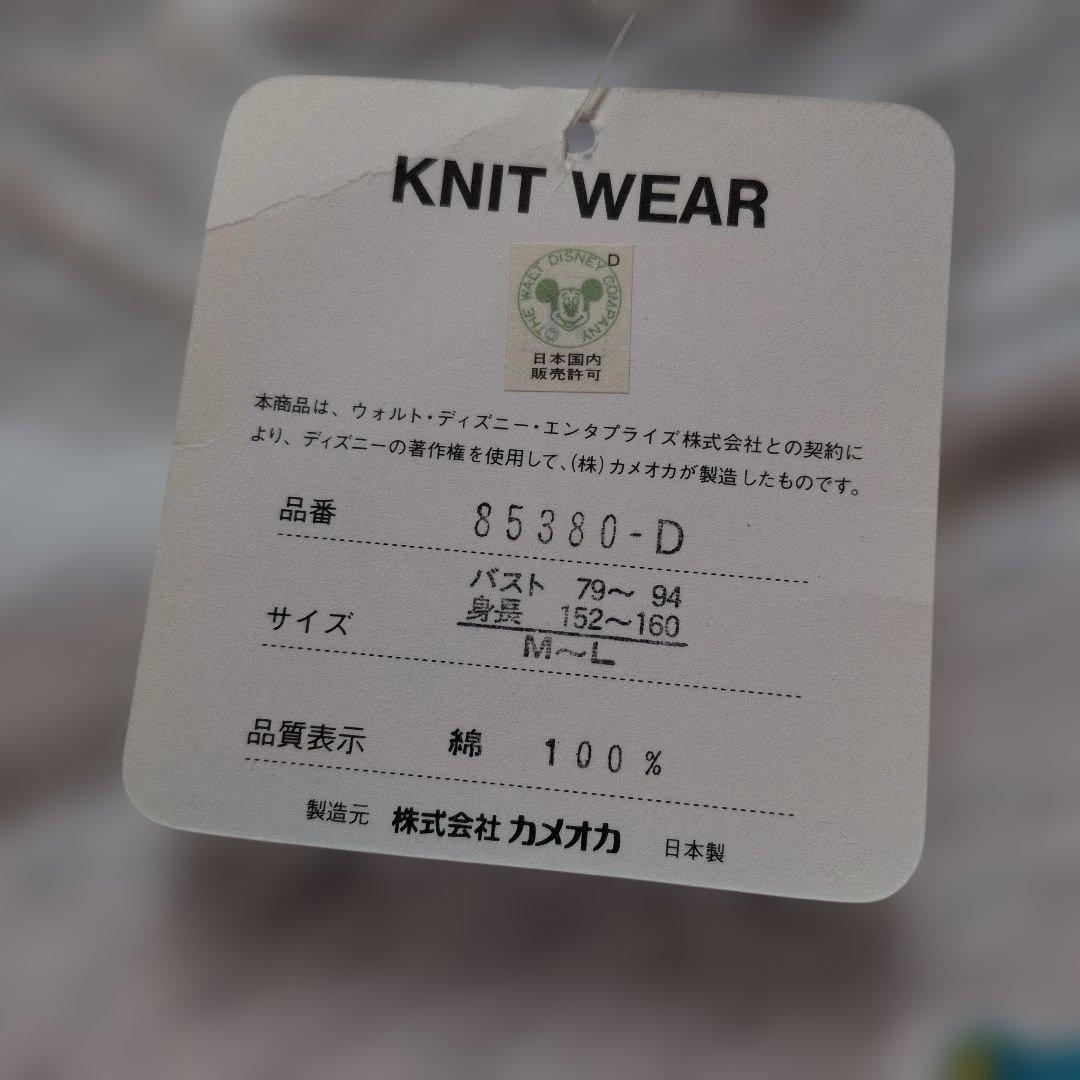 KNIT WEAR
D
©THE WALT DISNEY COMPANY
日本国内
販売許可
本商品は、ウォルト・ディズニー・エンタプライズ株式会社との契約に
より、ディズニーの著作権を使用して、(株)カメオカが製造したものです。
品番 85380-D
バスト 79〜94
サイズ 身長 152〜160
M〜L
品質表示 綿 100%
製造元 株式会社カメオカ 日本製